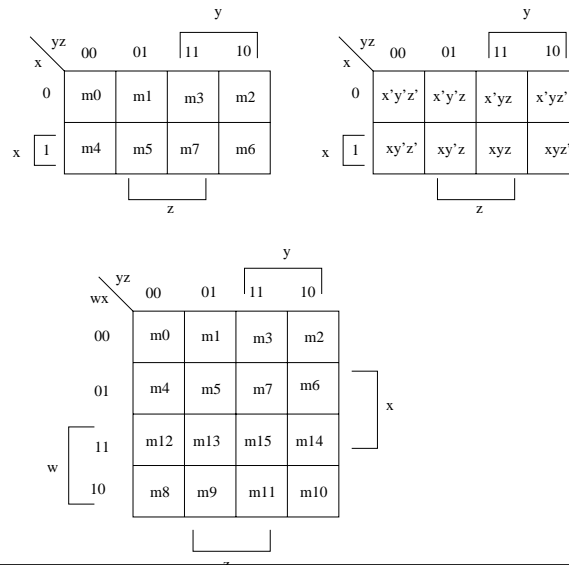 y
yz
x
00 01 11 10
0 m0 m1 m3 m2
x 1 m4 m5 m7 m6
z
y
yz
x
00 01 11 10
0 x'y'z' x'y'z x'yz x'yz'
x 1 xy'z' xy'z xyz xyz'
z
y
yz
wx
00 01 11 10
00 m0 m1 m3 m2
01 m4 m5 m7 m6
x
11 m12 m13 m15 m14
w
10 m8 m9 m11 m10
z